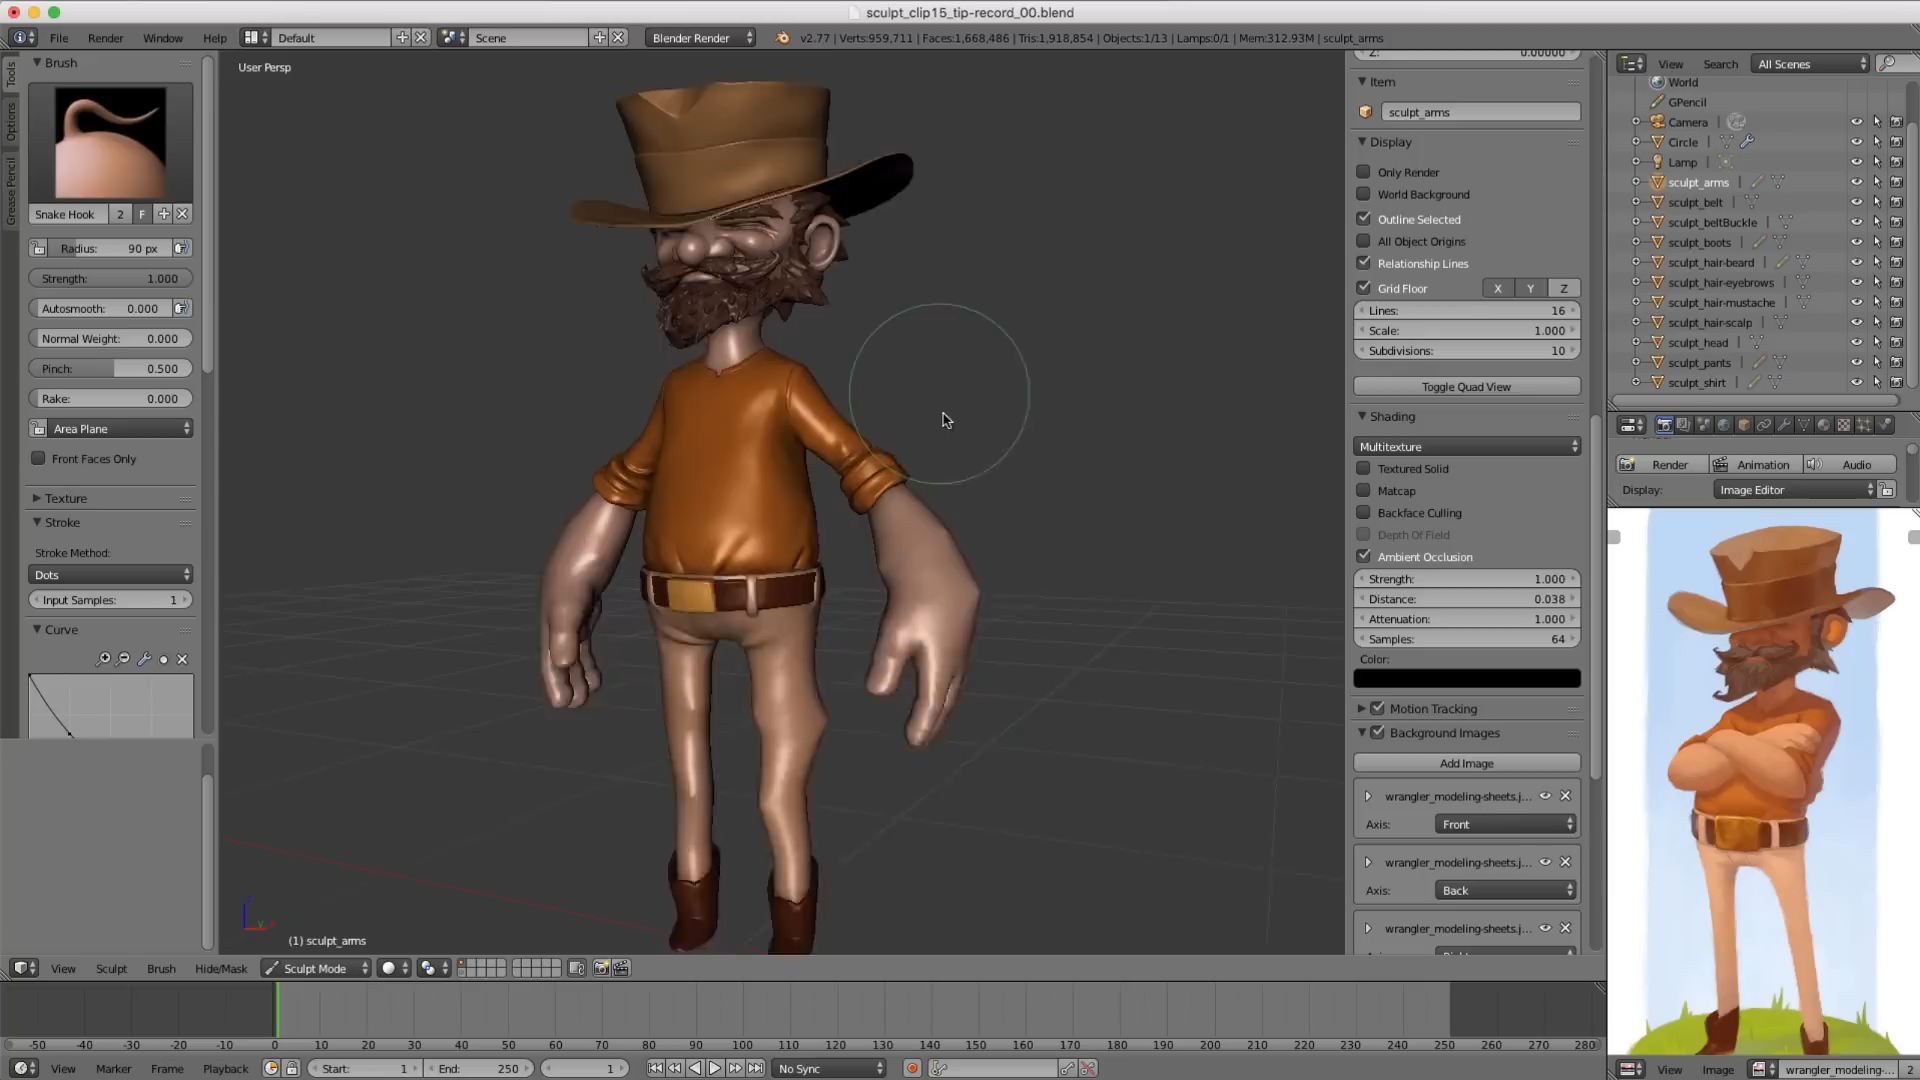 sculpt_clip15_tip-record_00.blend
File Render Window Help Default Scene Blender Render v2.77 | Verts:959,711 | Faces:1,668,486 | Tris:1,918,854 | Objects:1/13 | Lamps:0/1 | Mem:312.93M | sculpt_arms
Tools
Options
Grease Pencil
Brush
Snake Hook 2 F
Radius: 90 px
Strength: 1.000
Autosmooth: 0.000
Normal Weight: 0.000
Pinch: 0.500
Rake: 0.000
Area Plane
Front Faces Only
Texture
Stroke
Stroke Method:
Dots
Input Samples: 1
Curve
User Persp
(1) sculpt_arms
Z: 0.00000
Item
sculpt_arms
Display
Only Render
World Background
Outline Selected
All Object Origins
Relationship Lines
Grid Floor X Y Z
Lines: 16
Scale: 1.000
Subdivisions: 10
Toggle Quad View
Shading
Multitexture
Textured Solid
Matcap
Backface Culling
Depth Of Field
Ambient Occlusion
Strength: 1.000
Distance: 0.038
Attenuation: 1.000
Samples: 64
Color:
Motion Tracking
Background Images
Add Image
wrangler_modeling-sheets.j...
Axis: Front
wrangler_modeling-sheets.j...
Axis: Back
wrangler_modeling-sheets.j...
View Search All Scenes
World
GPencil
Camera
Circle
Lamp
sculpt_arms
sculpt_belt
sculpt_beltBuckle
sculpt_boots
sculpt_hair-beard
sculpt_hair-eyebrows
sculpt_hair-mustache
sculpt_hair-scalp
sculpt_head
sculpt_pants
sculpt_shirt
Render Animation Audio
Display: Image Editor
View Sculpt Brush Hide/Mask Sculpt Mode
-50 -40 -30 -20 -10 0 10 20 30 40 50 60 70 80 90 100 110 120 130 140 150 160 170 180 190 200 210 220 230 240 250 260 270 280
View Marker Frame Playback Start: 1 End: 250 1 No Sync
View Image wrangler_modeling-... 2